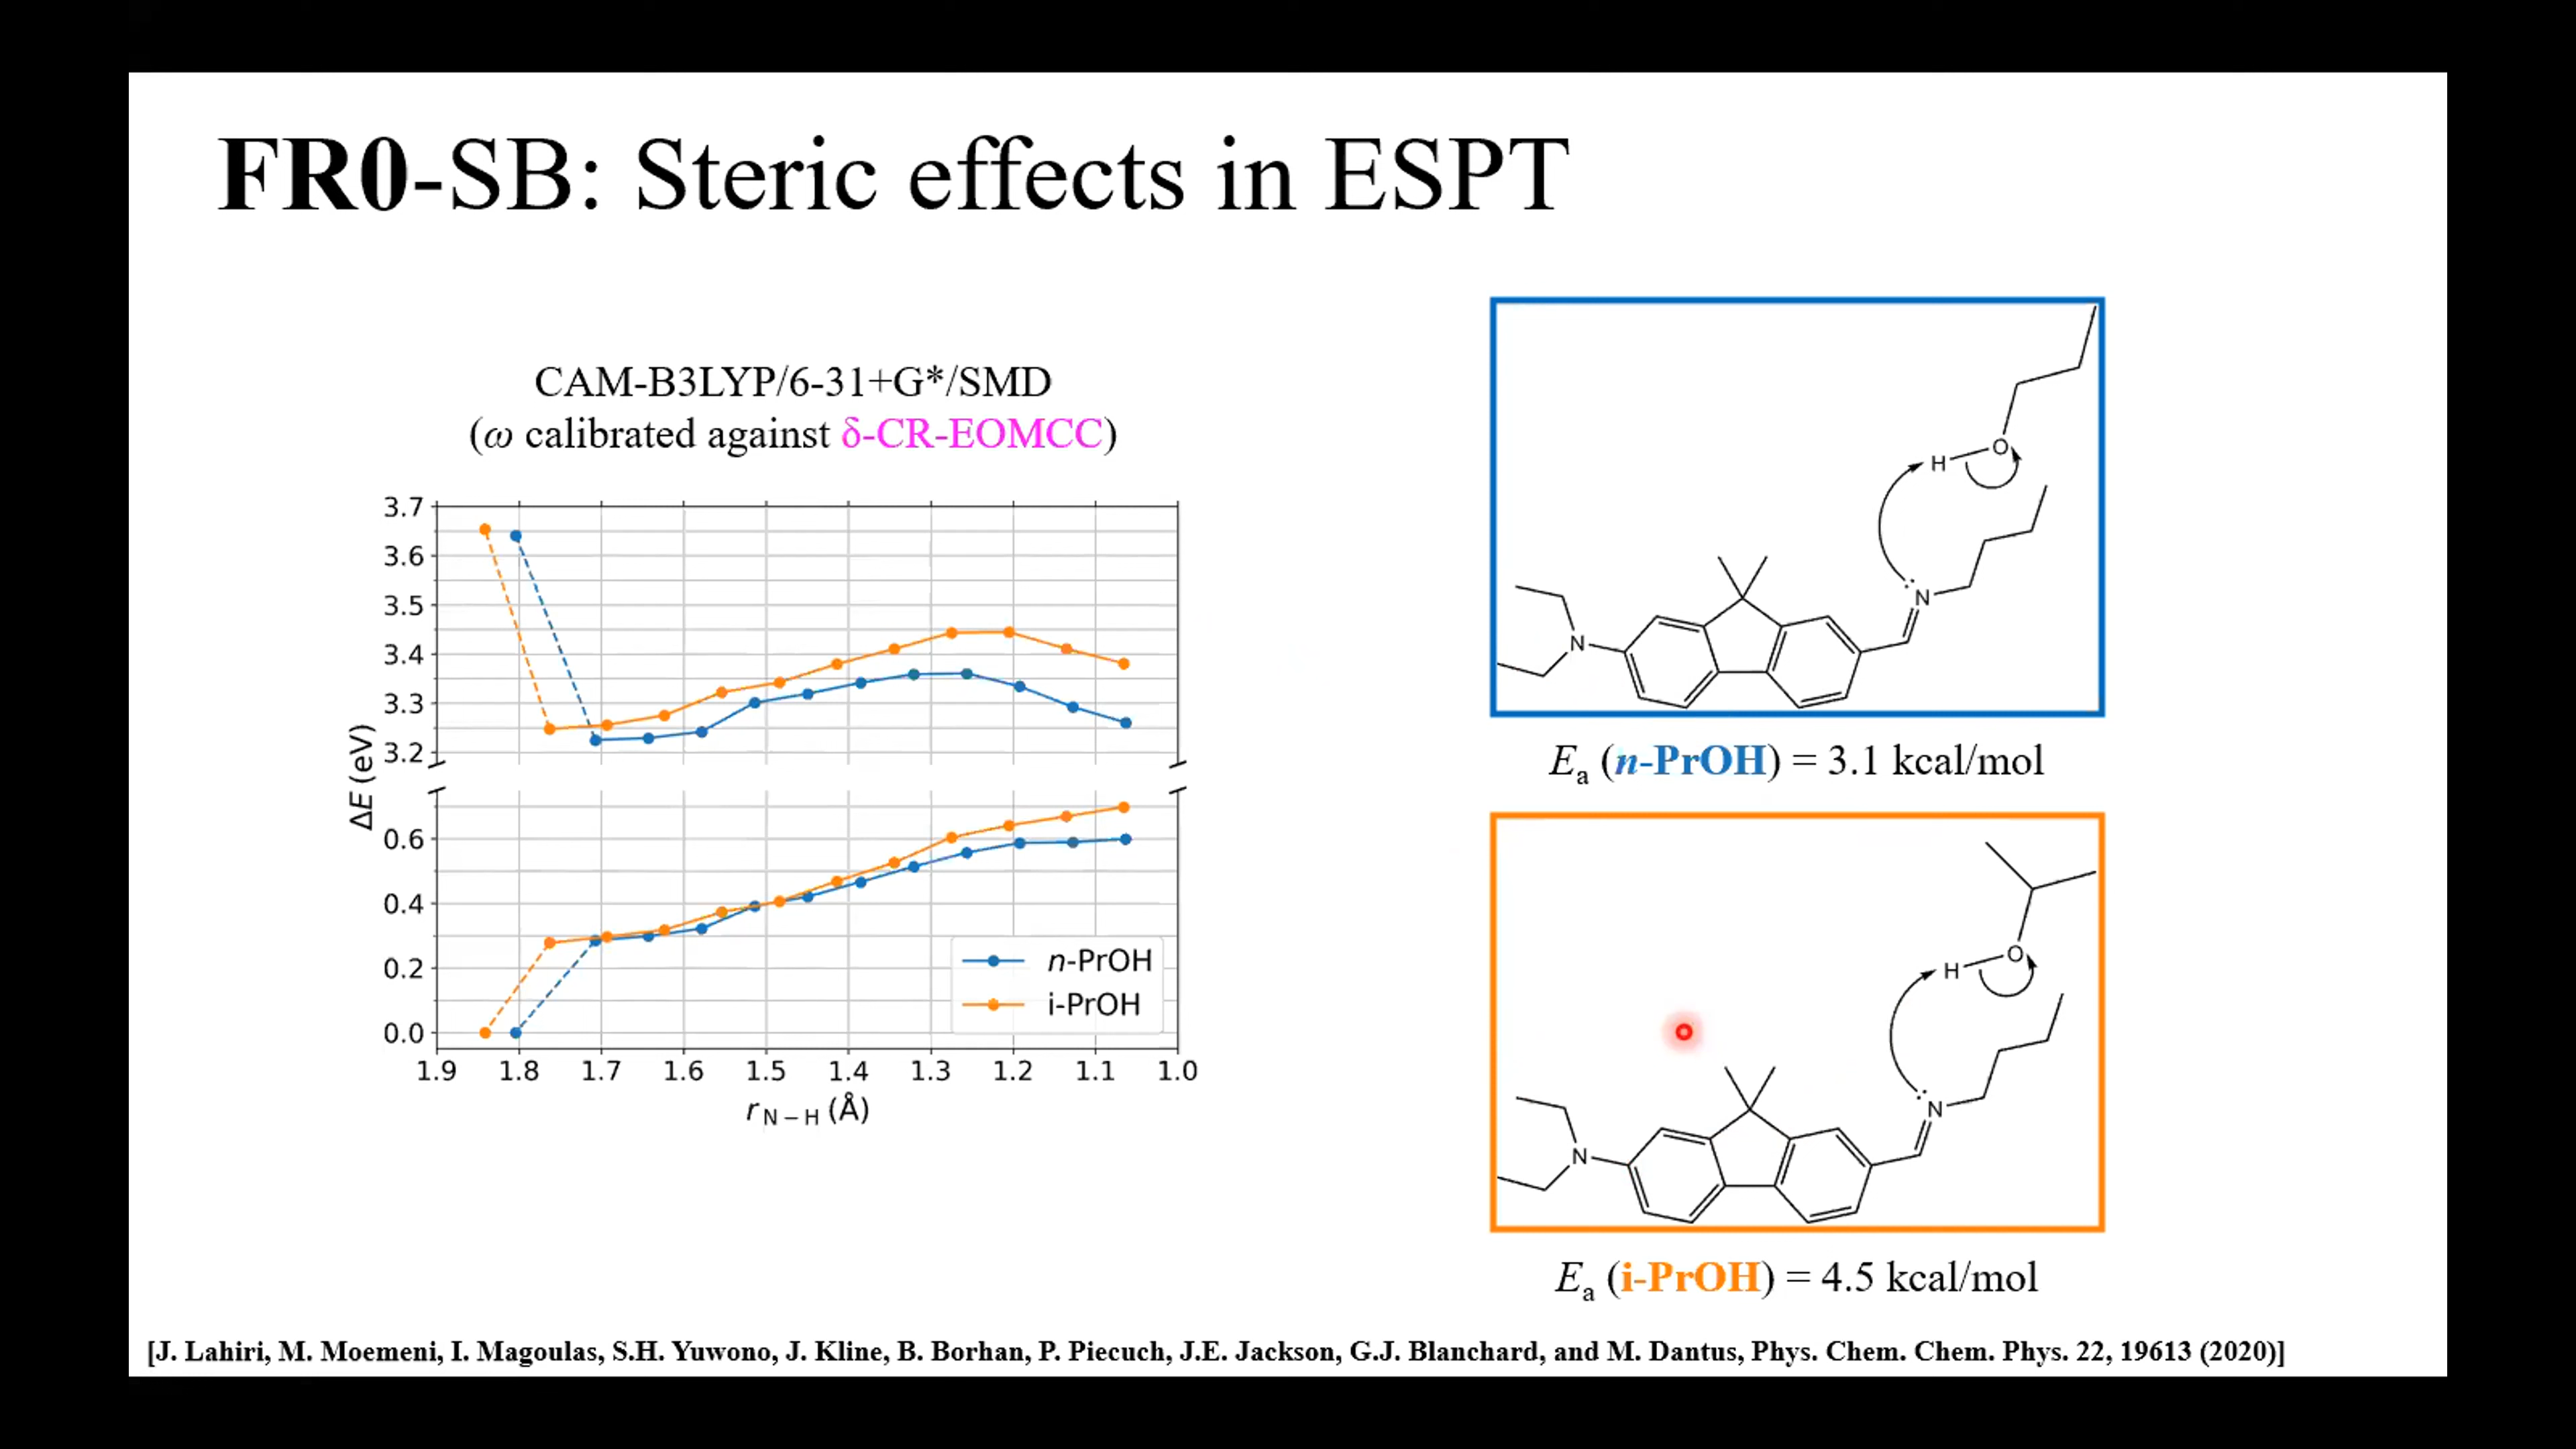 FR0-SB: Steric effects in ESPT
CAM-B3LYP/6-31+G*/SMD
(ω calibrated against δ-CR-EOMCC)
3.7
3.6
3.5
3.4
3.3
3.2
0.6
0.4
0.2
0.0
ΔE (eV)
n-PrOH
i-PrOH
1.9 1.8 1.7 1.6 1.5 1.4 1.3 1.2 1.1 1.0
r N – H (Å)
H O
N
N
Ea (n-PrOH) = 3.1 kcal/mol
H O
N
N
Ea (i-PrOH) = 4.5 kcal/mol
[J. Lahiri, M. Moemeni, I. Magoulas, S.H. Yuwono, J. Kline, B. Borhan, P. Piecuch, J.E. Jackson, G.J. Blanchard, and M. Dantus, Phys. Chem. Chem. Phys. 22, 19613 (2020)]